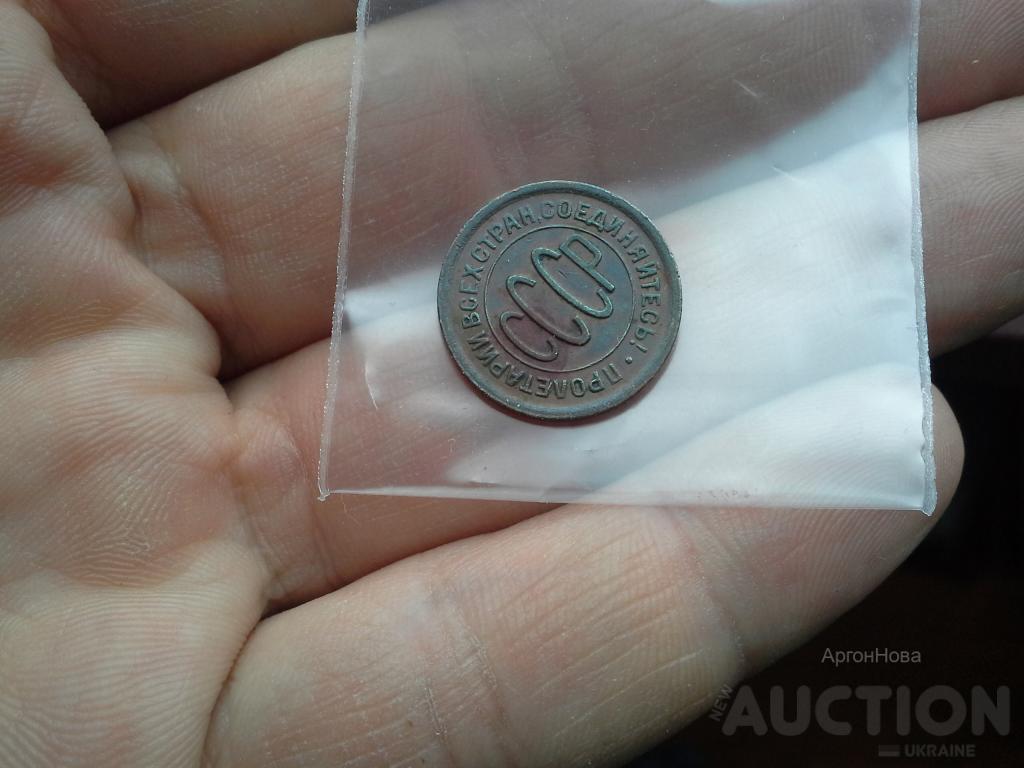 ПРОЛЕТАРИИ ВСЕХ СТРАН, СОЕДИНЯЙТЕСЬ!
СССР
АргонНова
NEW
AUCTION
UKRAINE